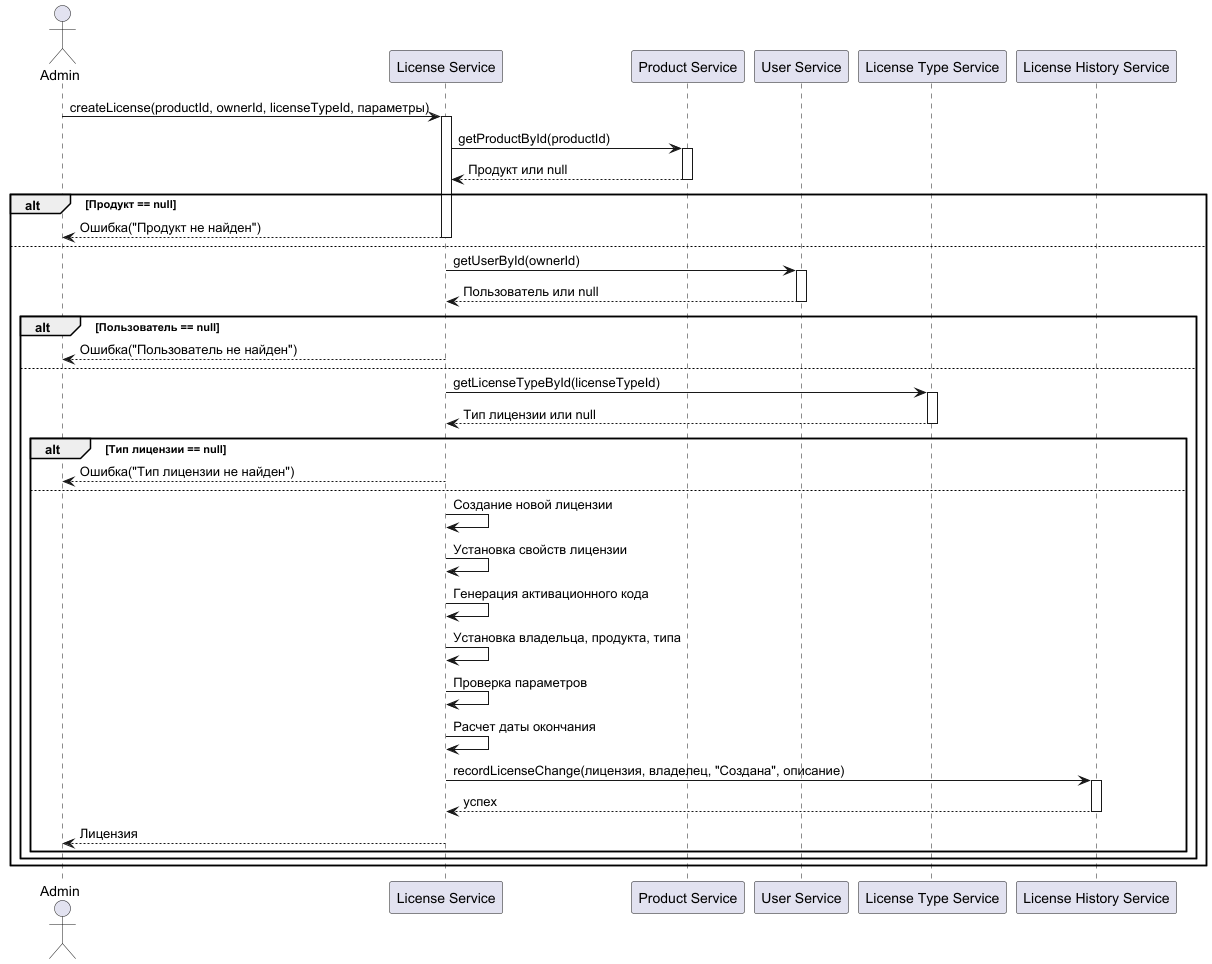 Admin
License Service
Product Service
User Service
License Type Service
License History Service
createLicense(productId, ownerId, licenseTypeId, параметры)
getProductById(productId)
Продукт или null
alt
[Продукт == null]
Ошибка("Продукт не найден")
getUserById(ownerId)
Пользователь или null
alt
[Пользователь == null]
Ошибка("Пользователь не найден")
getLicenseTypeById(licenseTypeId)
Тип лицензии или null
alt
[Тип лицензии == null]
Ошибка("Тип лицензии не найден")
Создание новой лицензии
Установка свойств лицензии
Генерация активационного кода
Установка владельца, продукта, типа
Проверка параметров
Расчет даты окончания
recordLicenseChange(лицензия, владелец, "Создана", описание)
успех
Лицензия
Admin
License Service
Product Service
User Service
License Type Service
License History Service